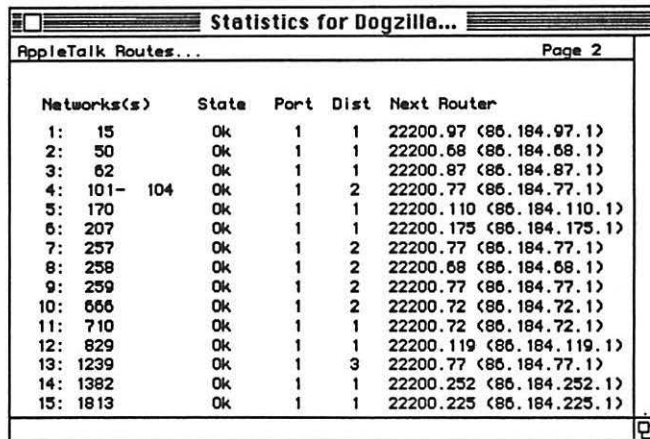 Statistics for Dogzilla...
AppleTalk Routes... Page 2
Networks(s) State Port Dist Next Router
1: 15 Ok 1 1 22200.97 (86.184.97.1)
2: 50 Ok 1 1 22200.68 (86.184.68.1)
3: 62 Ok 1 1 22200.87 (86.184.87.1)
4: 101- 104 Ok 1 2 22200.77 (86.184.77.1)
5: 170 Ok 1 1 22200.110 (86.184.110.1)
6: 207 Ok 1 1 22200.175 (86.184.175.1)
7: 257 Ok 1 2 22200.77 (86.184.77.1)
8: 258 Ok 1 2 22200.68 (86.184.68.1)
9: 259 Ok 1 2 22200.77 (86.184.77.1)
10: 666 Ok 1 2 22200.72 (86.184.72.1)
11: 710 Ok 1 1 22200.72 (86.184.72.1)
12: 829 Ok 1 1 22200.119 (86.184.119.1)
13: 1239 Ok 1 3 22200.77 (86.184.77.1)
14: 1382 Ok 1 1 22200.252 (86.184.252.1)
15: 1813 Ok 1 1 22200.225 (86.184.225.1)